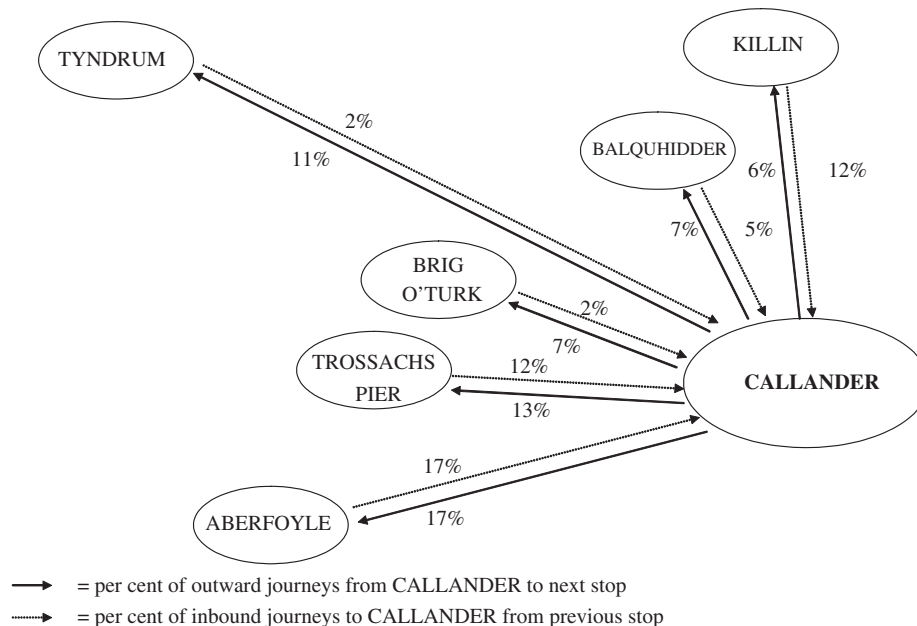 TYNDRUM
KILLIN
2%
11%
BALQUHIDDER
6%
12%
7%
5%
BRIG
O'TURK
2%
7%
TROSSACHS
PIER
12%
13%
CALLANDER
17%
17%
ABERFOYLE
= per cent of outward journeys from CALLANDER to next stop
= per cent of inbound journeys to CALLANDER from previous stop